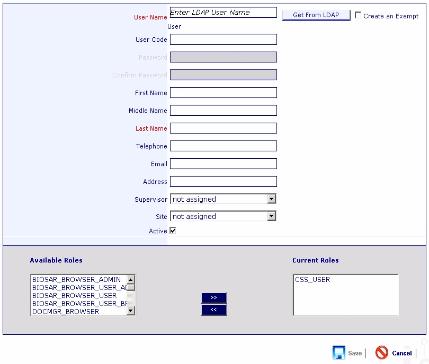 User Name Enter LDAP User Name Get From LDAP Create an Exempt
User
User Code
Password
Confirm Password
First Name
Middle Name
Last Name
Telephone
Email
Address
Supervisor not assigned
Site not assigned
Active
Available Roles Current Roles
BIOSAR_BROWSER_ADMIN CSS_USER
BIOSAR_BROWSER_USER_A
BIOSAR_BROWSER_USER
BIOSAR_BROWSER_USER_B
DOCMGR_BROWSER
>>
<<
Save Cancel